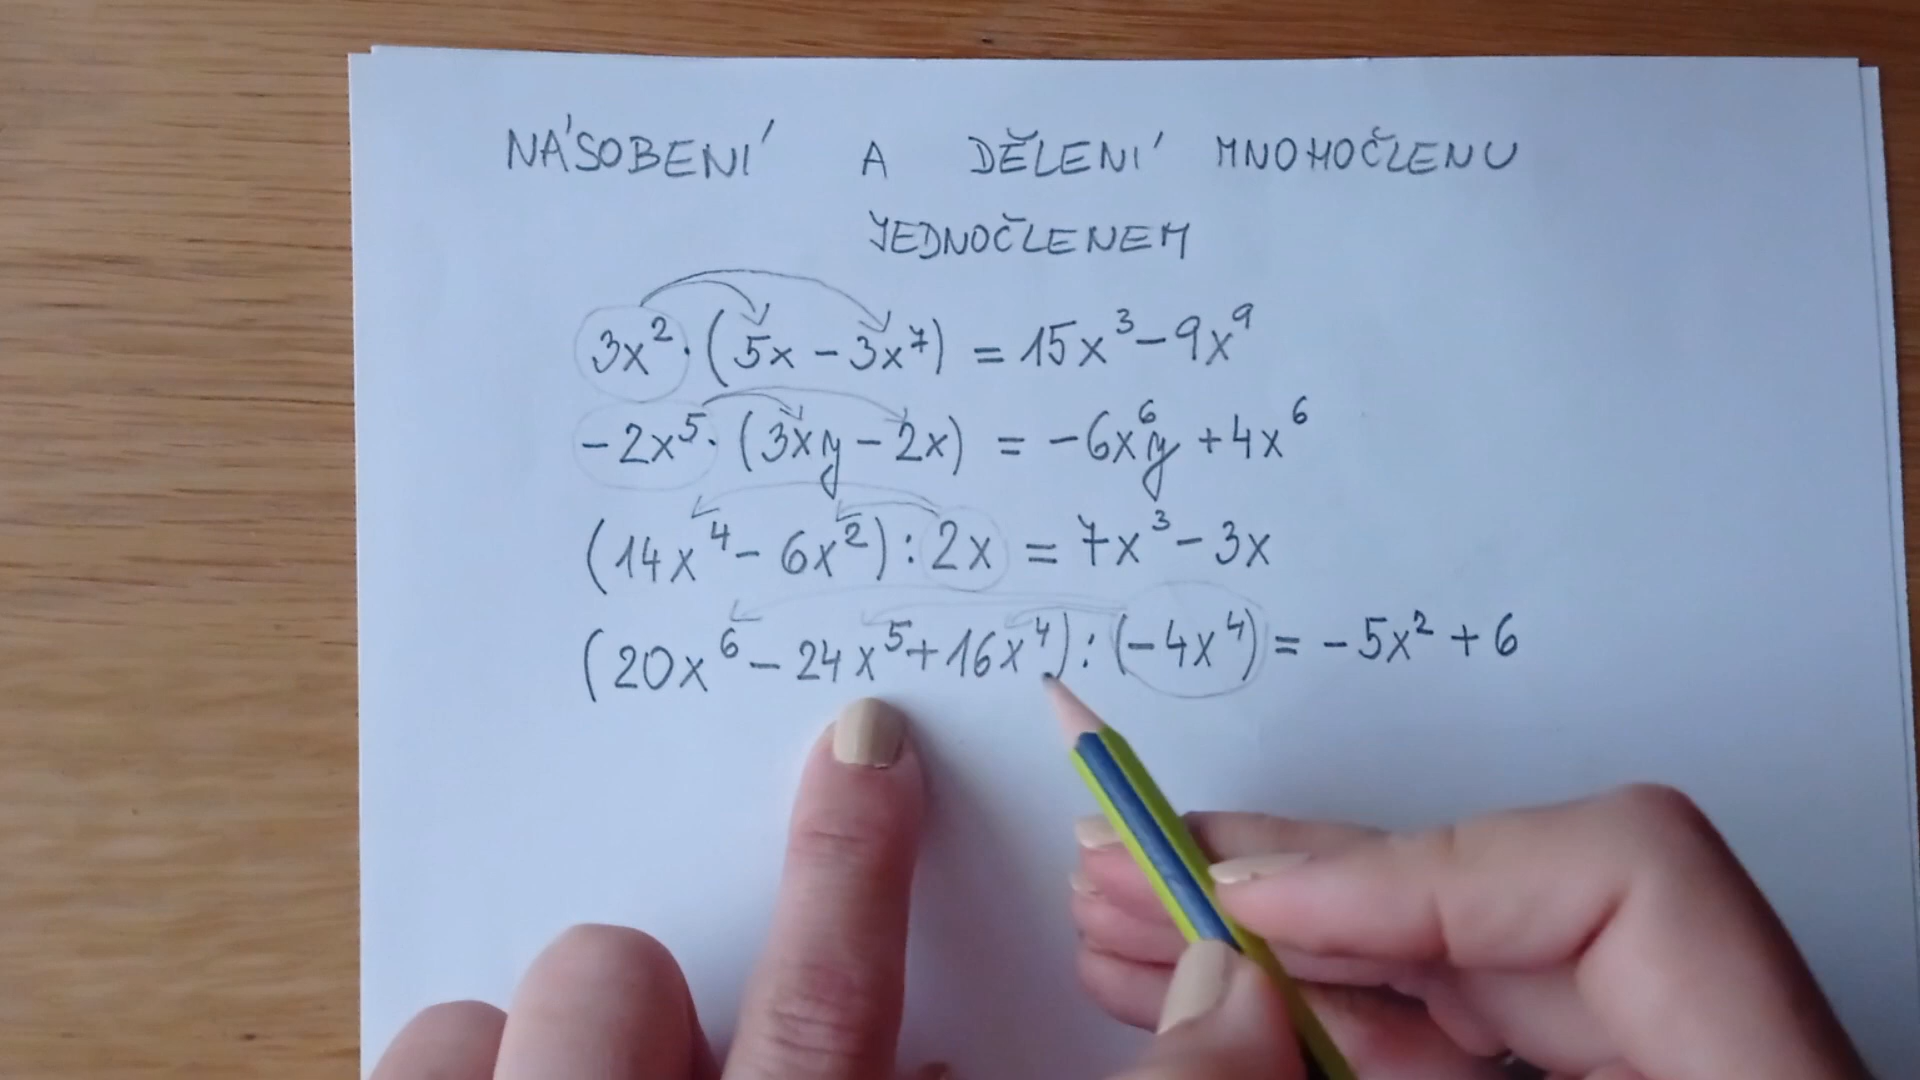 NÁSOBENÍ A DĚLENÍ MNOHOČLENU
JEDNOČLENEM
3x²·(5x - 3x⁷) = 15x³ - 9x⁹
-2x⁵·(3xy - 2x) = -6x⁶y + 4x⁶
(14x⁴ - 6x²) : 2x = 7x³ - 3x
(20x⁶ - 24x⁵ + 16x⁴) : (-4x⁴) = -5x² + 6